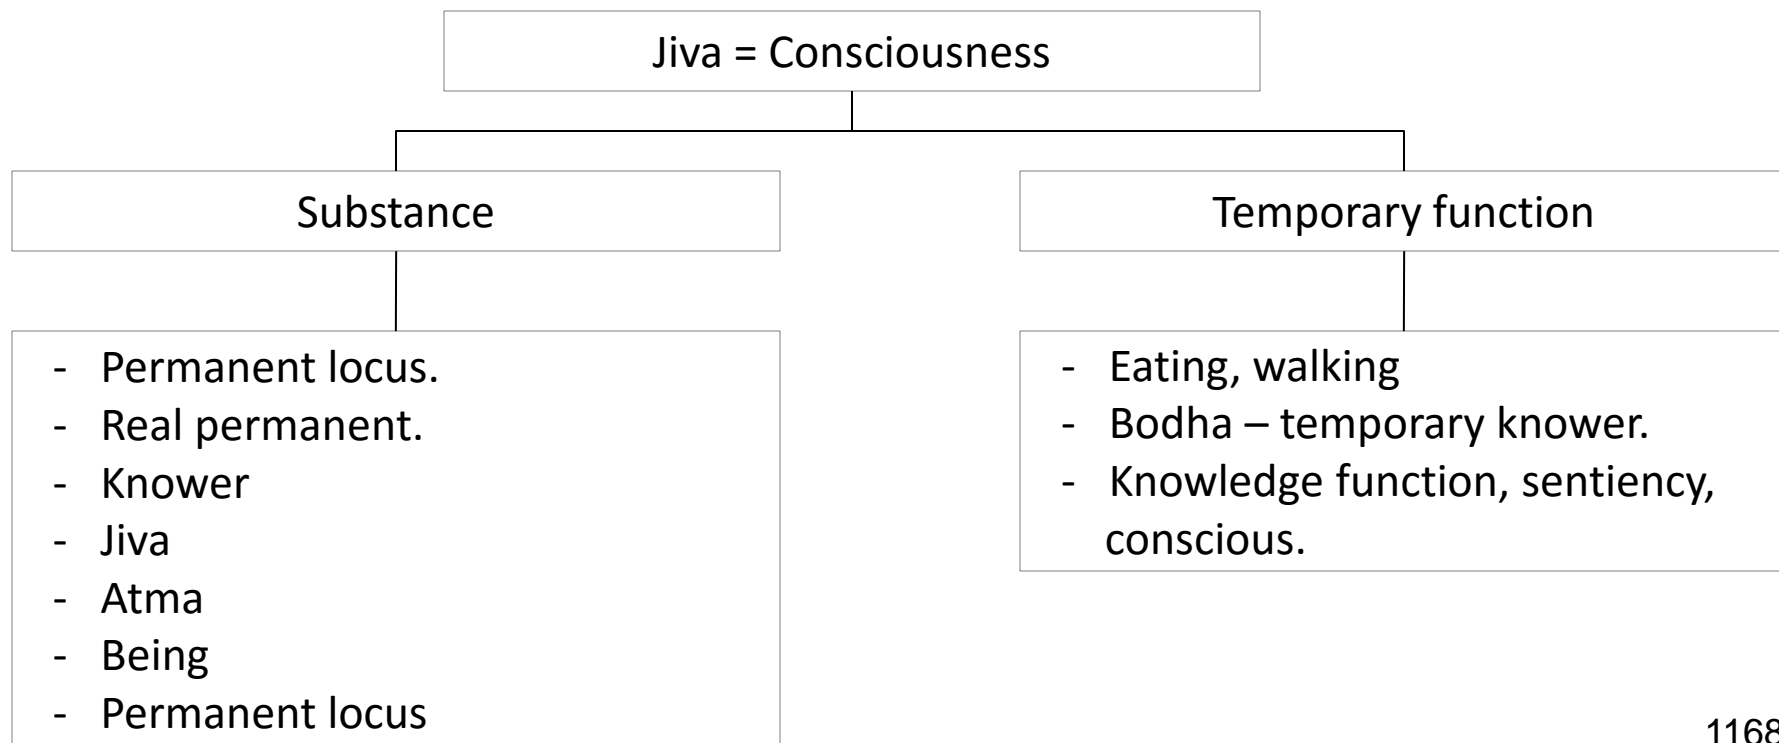 Jiva = Consciousness
Substance
Temporary function
- Permanent locus.
- Real permanent.
- Knower
- Jiva
- Atma
- Being
- Permanent locus
- Eating, walking
- Bodha – temporary knower.
- Knowledge function, sentiency,
conscious.
1168